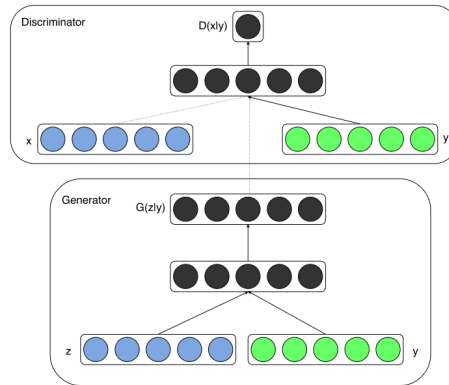 Discriminator
D(x|y)
x
y
Generator
G(z|y)
z
y